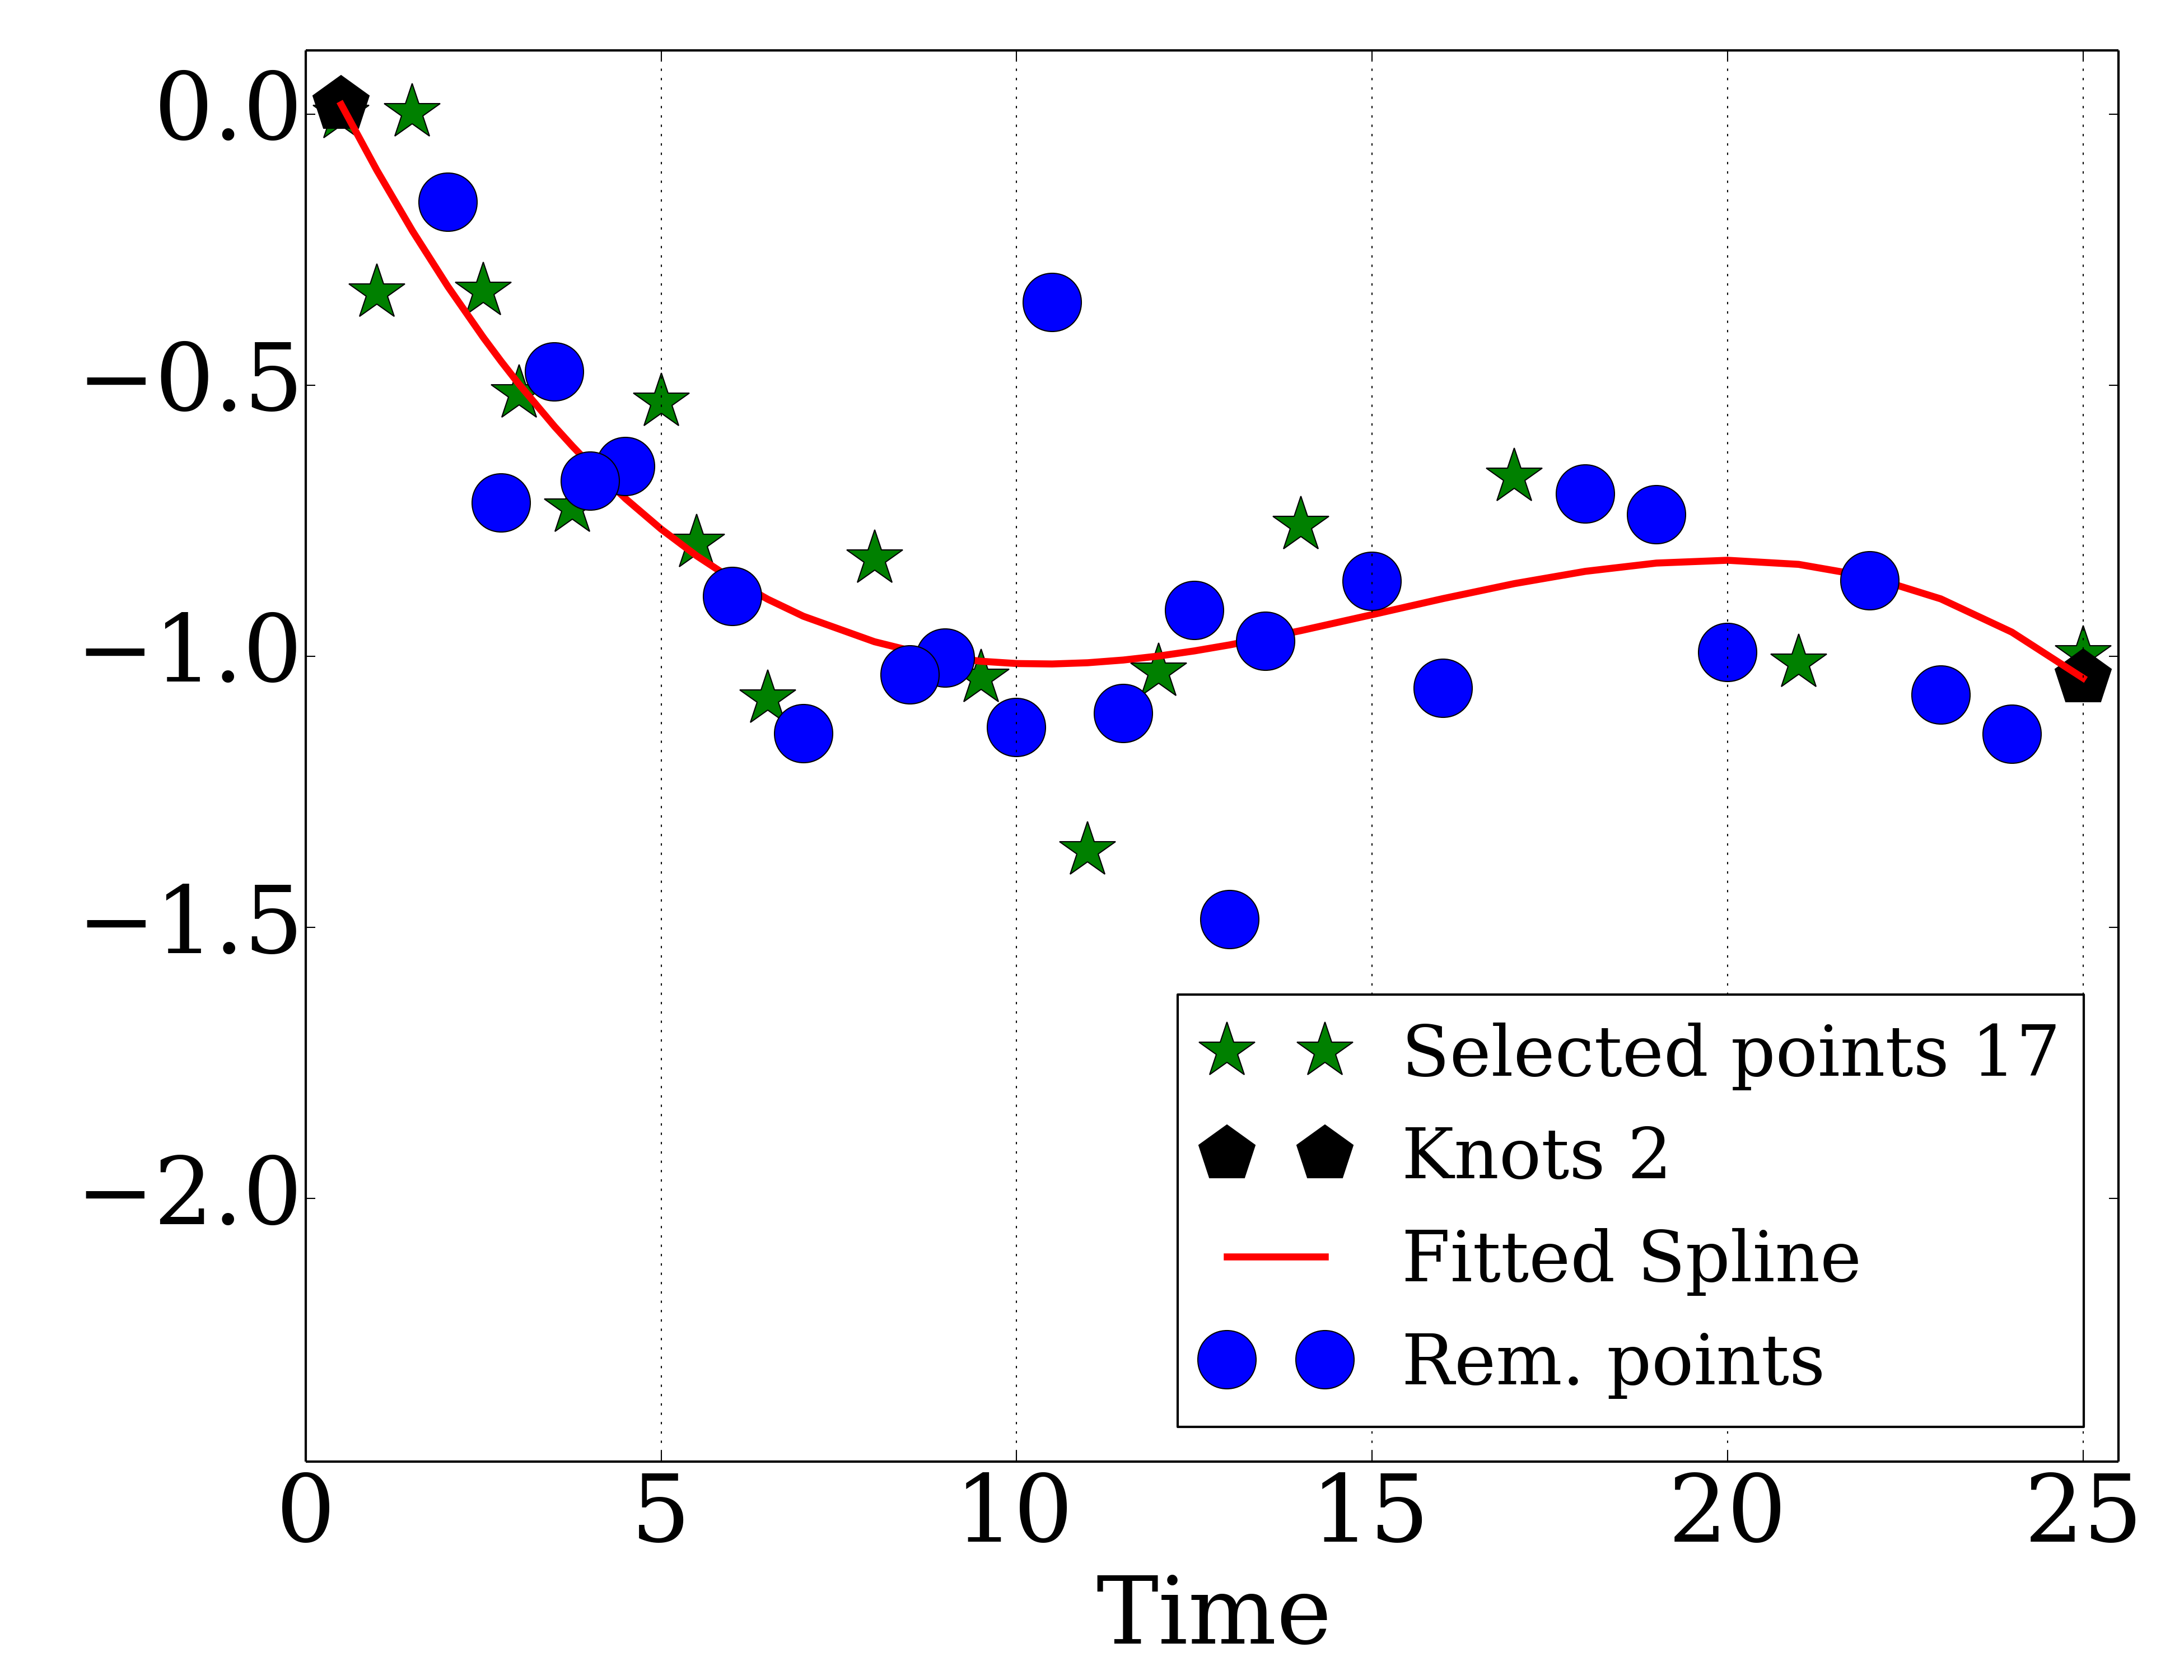 0.0
−0.5
−1.0
−1.5
−2.0
Selected points 17
Knots 2
Fitted Spline
Rem. points
0 5 10 15 20 25
Time